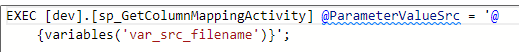 EXEC [dev].[sp_GetColumnMappingActivity] @ParameterValueSrc = '@
{variables('var_src_filename')}';